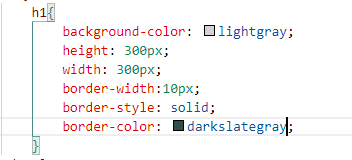 h1{
background-color: lightgray;
height: 300px;
width: 300px;
border-width:10px;
border-style: solid;
border-color: darkslategray;
}